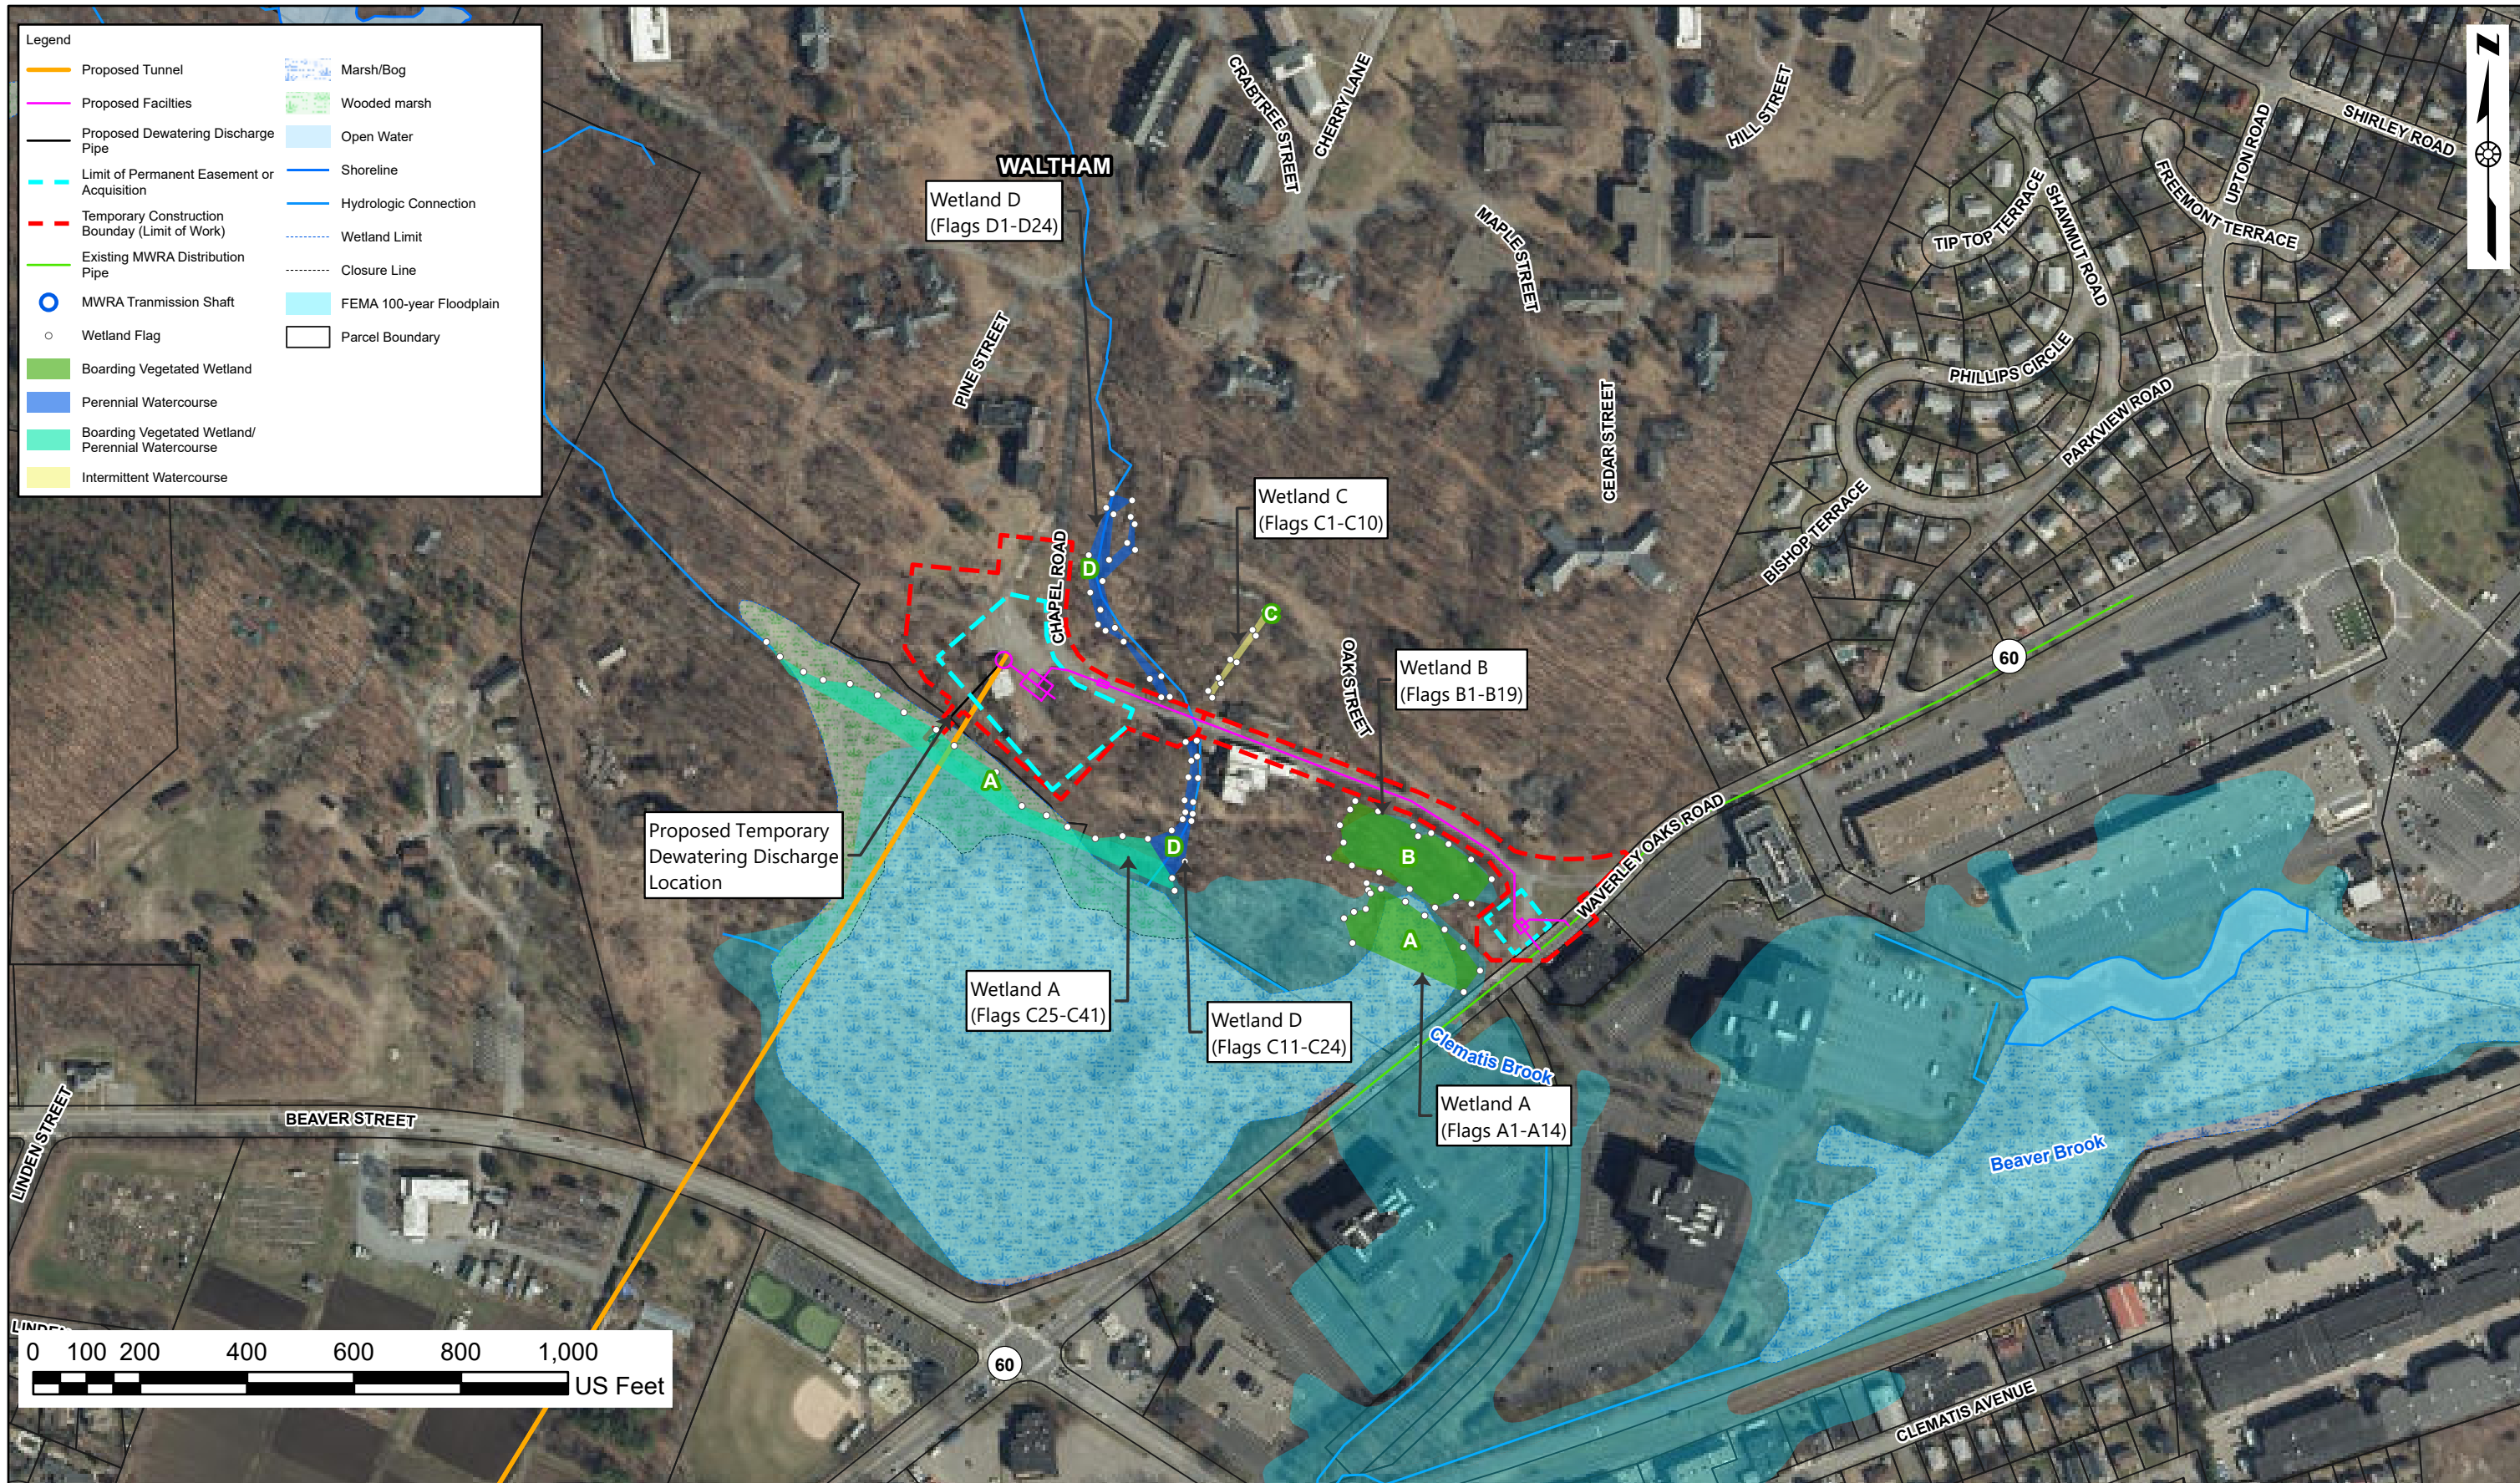 Legend
Proposed Tunnel
Proposed Facilties
Proposed Dewatering Discharge
Pipe
Limit of Permanent Easement or
Acquisition
Temporary Construction
Bounday (Limit of Work)
Existing MWRA Distribution
Pipe
MWRA Tranmission Shaft
Wetland Flag
Boarding Vegetated Wetland
Perennial Watercourse
Boarding Vegetated Wetland/
Perennial Watercourse
Intermittent Watercourse
Marsh/Bog
Wooded marsh
Open Water
Shoreline
Hydrologic Connection
Wetland Limit
Closure Line
FEMA 100-year Floodplain
Parcel Boundary
N
WALTHAM
CRABTREE STREET
CHERRY LANE
HILL STREET
MAPLE STREET
PINE STREET
CEDAR STREET
CHAPEL ROAD
OAK STREET
SHIRLEY ROAD
UPTON ROAD
FREEMONT TERRACE
TIP TOP TERRACE
SHAWMUT ROAD
PHILLIPS CIRCLE
PARKVIEW ROAD
BISHOP TERRACE
Wetland D
(Flags D1-D24)
Wetland C
(Flags C1-C10)
Wetland B
(Flags B1-B19)
D
C
A
D
B
A
60
WAVERLEY OAKS ROAD
Proposed Temporary
Dewatering Discharge
Location
Wetland A
(Flags C25-C41)
Wetland D
(Flags C11-C24)
Wetland A
(Flags A1-A14)
Clematis Brook
Beaver Brook
BEAVER STREET
LINDEN STREET
60
CLEMATIS AVENUE
0 100 200 400 600 800 1,000
US Feet